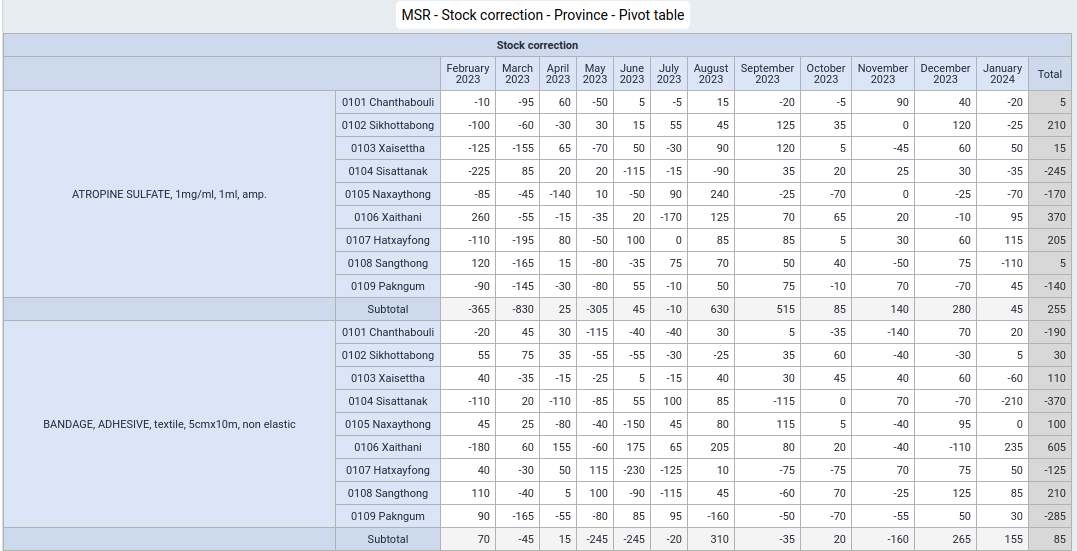 MSR - Stock correction - Province - Pivot table
Stock correction
February 2023 March 2023 April 2023 May 2023 June 2023 July 2023 August 2023 September 2023 October 2023 November 2023 December 2023 January 2024 Total
ATROPINE SULFATE, 1mg/ml, 1ml, amp.
0101 Chanthabouli -10 -95 60 -50 5 -5 15 -20 -5 90 40 -20 5
0102 Sikhottabong -100 -60 -30 30 15 55 45 125 35 0 120 -25 210
0103 Xaisettha -125 -155 65 -70 50 -30 90 120 5 -45 60 50 15
0104 Sisattanak -225 85 20 20 -115 -15 -90 35 20 25 30 -35 -245
0105 Naxaythong -85 -45 -140 10 -50 90 240 -25 -70 0 -25 -70 -170
0106 Xaithani 260 -55 -15 -35 20 -170 125 70 65 20 -10 95 370
0107 Hatxayfong -110 -195 80 -50 100 0 85 85 5 30 60 115 205
0108 Sangthong 120 -165 15 -80 -35 75 70 50 40 -50 75 -110 5
0109 Pakngum -90 -145 -30 -80 55 -10 50 75 -10 70 -70 45 -140
Subtotal -365 -830 25 -305 45 -10 630 515 85 140 280 45 255
BANDAGE, ADHESIVE, textile, 5cmx10m, non elastic
0101 Chanthabouli -20 45 30 -115 -40 -40 30 5 -35 -140 70 20 -190
0102 Sikhottabong 55 75 35 -55 -55 -30 -25 35 60 -40 -30 5 30
0103 Xaisettha 40 -35 -15 -25 5 -15 40 30 45 40 60 -60 110
0104 Sisattanak -110 20 -110 -85 55 100 85 -115 0 70 -70 -210 -370
0105 Naxaythong 45 25 -80 -40 -150 45 80 115 5 -40 95 0 100
0106 Xaithani -180 60 155 -60 175 65 205 80 20 -40 -110 235 605
0107 Hatxayfong 40 -30 50 115 -230 -125 10 -75 -75 70 75 50 -125
0108 Sangthong 110 -40 5 100 -90 -115 45 -60 70 -25 125 85 210
0109 Pakngum 90 -165 -55 -80 85 95 -160 -50 -70 -55 50 30 -285
Subtotal 70 -45 15 -245 -245 -20 310 -35 20 -160 265 155 85